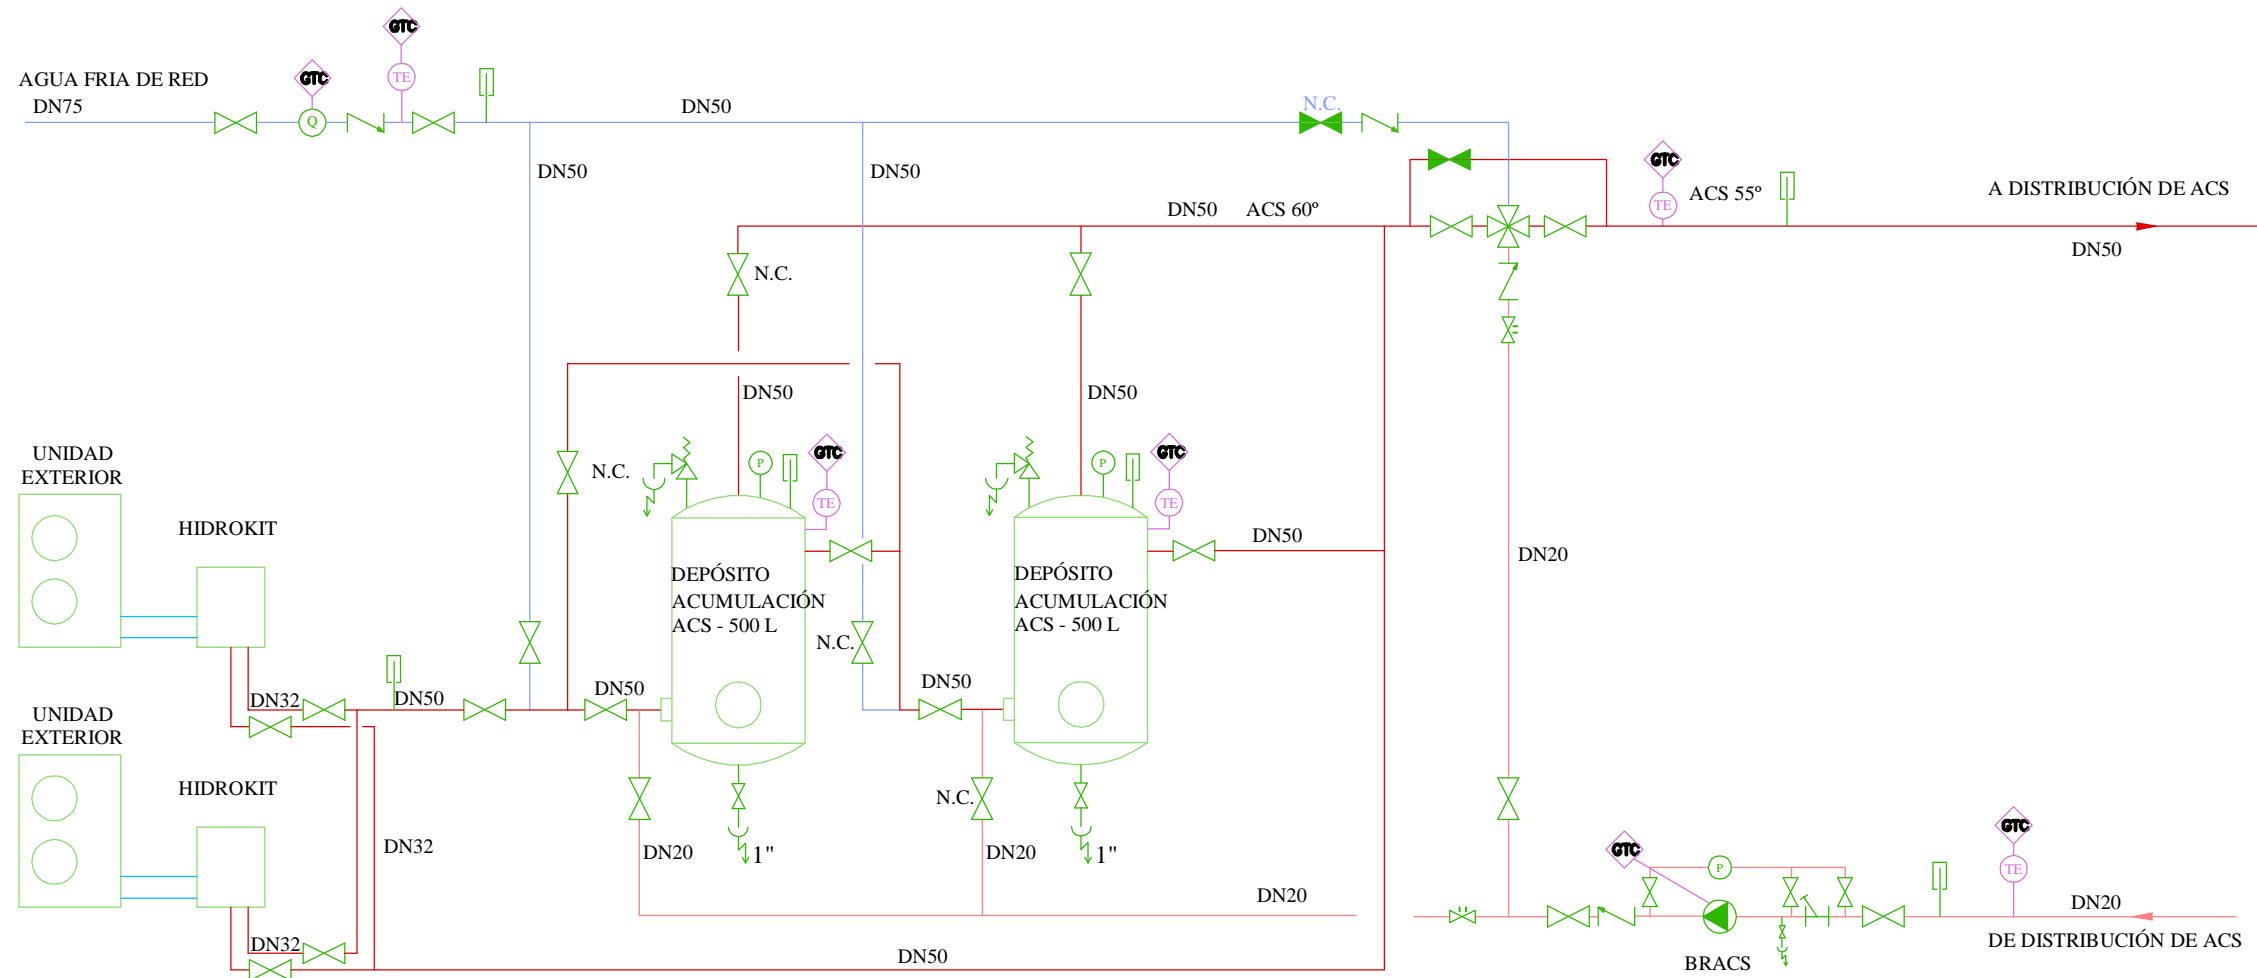 GTC
AGUA FRIA DE RED
GTC
TE
DN75
DN50
N.C.
Q
DN50
DN50
GTC
ACS 55º
A DISTRIBUCIÓN DE ACS
TE
DN50
ACS 60º
DN50
N.C.
DN50
DN50
UNIDAD
EXTERIOR
N.C.
P
GTC
P
GTC
TE
TE
HIDROKIT
DN50
DN20
DEPÓSITO
ACUMULACIÓN
ACS - 500 L
DEPÓSITO
ACUMULACIÓN
ACS - 500 L
N.C.
DN32
DN50
DN50
DN50
UNIDAD
EXTERIOR
HIDROKIT
N.C.
DN32
DN20
1"
DN20
1"
GTC
GTC
P
TE
DN20
DN20
DN32
DN50
DE DISTRIBUCIÓN DE ACS
BRACS